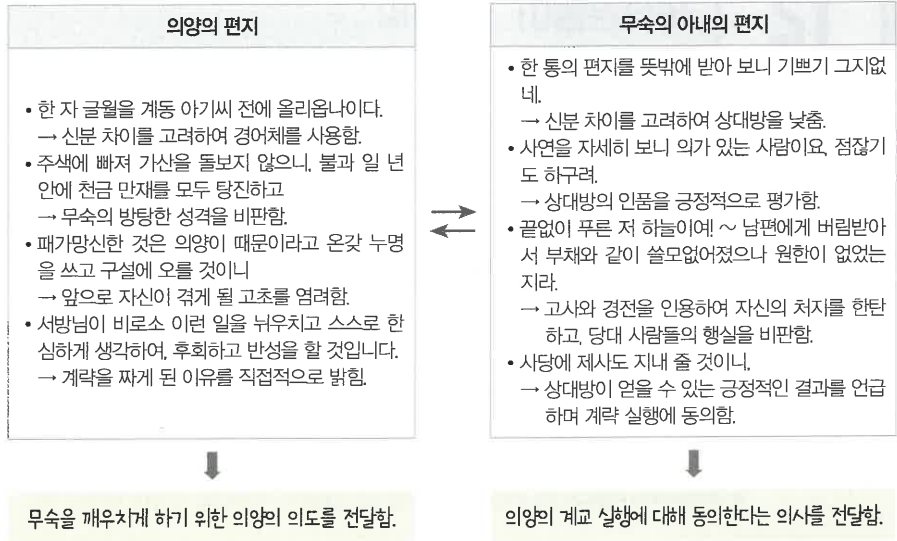 의양의 편지
• 한 자 글월을 계동 아기씨 전에 올리옵나이다.
→ 신분 차이를 고려하여 경어체를 사용함.
• 주색에 빠져 가산을 돌보지 않으니, 불과 일 년
안에 천금 만재를 모두 탕진하고
→ 무숙의 방탕한 성격을 비판함.
• 패가망신한 것은 의양이 때문이라고 온갖 누명
을 쓰고 구설에 오를 것이니
→ 앞으로 자신이 겪게 될 고초를 염려함.
• 서방님이 비로소 이런 일을 뉘우치고 스스로 한
심하게 생각하여, 후회하고 반성을 할 것입니다.
→ 계략을 짜게 된 이유를 직접적으로 밝힘.
무숙을 깨우치게 하기 위한 의양의 의도를 전달함.
무숙의 아내의 편지
• 한 통의 편지를 뜻밖에 받아 보니 기쁘기 그지없
네.
→ 신분 차이를 고려하여 상대방을 낮춤.
• 사연을 자세히 보니 의가 있는 사람이요, 점잖기
도 하구려.
→ 상대방의 인품을 긍정적으로 평가함.
• 끝없이 푸른 저 하늘이여! ~ 남편에게 버림받아
서 부채와 같이 쓸모없어졌으나 원한이 없었는
지라.
→ 고사와 경전을 인용하여 자신의 처지를 한탄
하고, 당대 사람들의 행실을 비판함.
• 사당에 제사도 지내 줄 것이니,
→ 상대방이 얻을 수 있는 긍정적인 결과를 언급
하며 계략 실행에 동의함.
의양의 계교 실행에 대해 동의한다는 의사를 전달함.